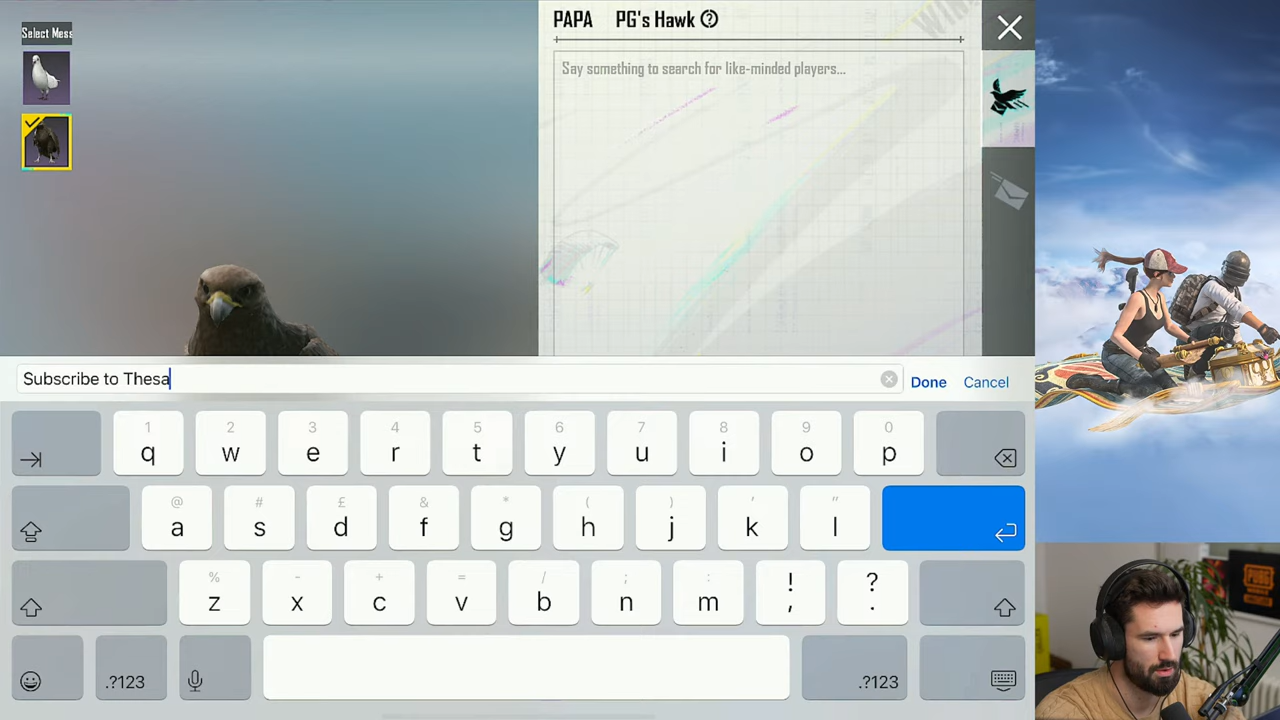 Select Mess
PAPA PG's Hawk ?
Say something to search for like-minded players...
Subscribe to Thesa
Done Cancel
1 2 3 4 5 6 7 8 9 0
q w e r t y u i o p
@ # £ & * ( ) ' "
a s d f g h j k l
% - + = / ; : ! ?
z x c v b n m , .
.?123 .?123